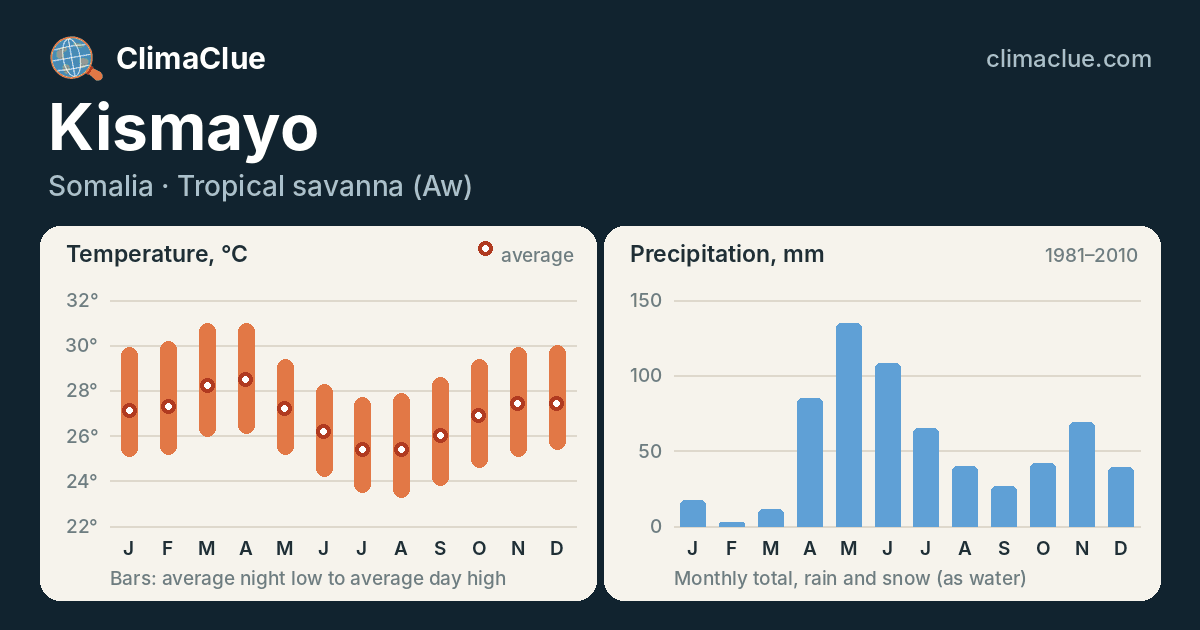 ClimaClue
climaclue.com
Kismayo
Somalia · Tropical savanna (Aw)
Temperature, °C
average
32°
30°
28°
26°
24°
22°
J F M A M J J A S O N D
Bars: average night low to average day high
Precipitation, mm
1981–2010
150
100
50
0
J F M A M J J A S O N D
Monthly total, rain and snow (as water)